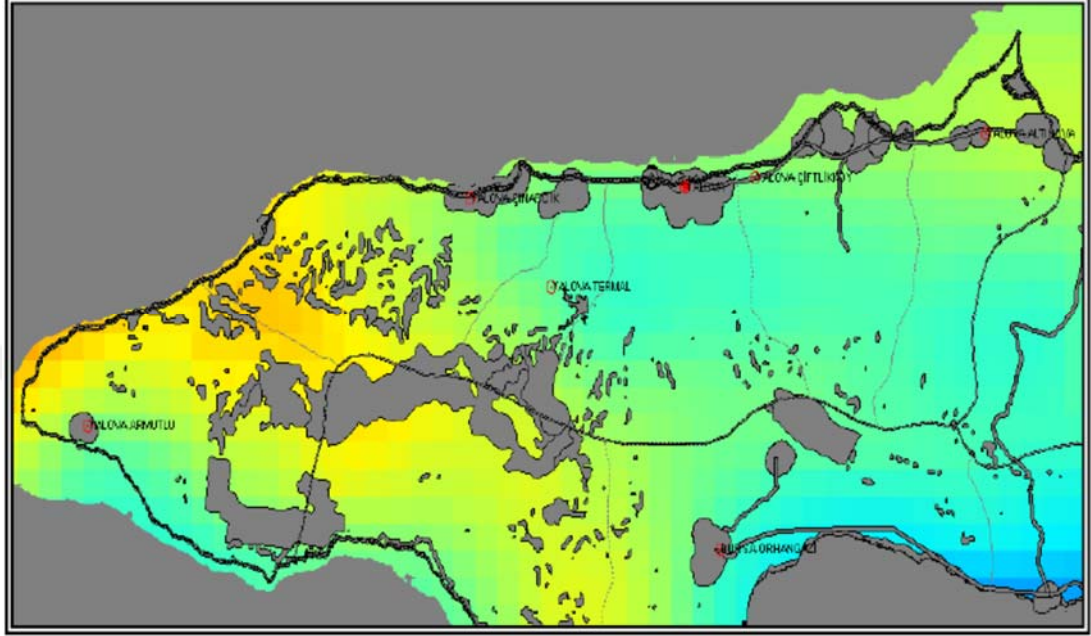 YALOVA ALTINOVA
YALOVA ÇİFTLİKKÖY
YALOVA ÇINARCIK
YALOVA TERMAL
YALOVA ARMUTLU
BURSA ORHANGAZİ